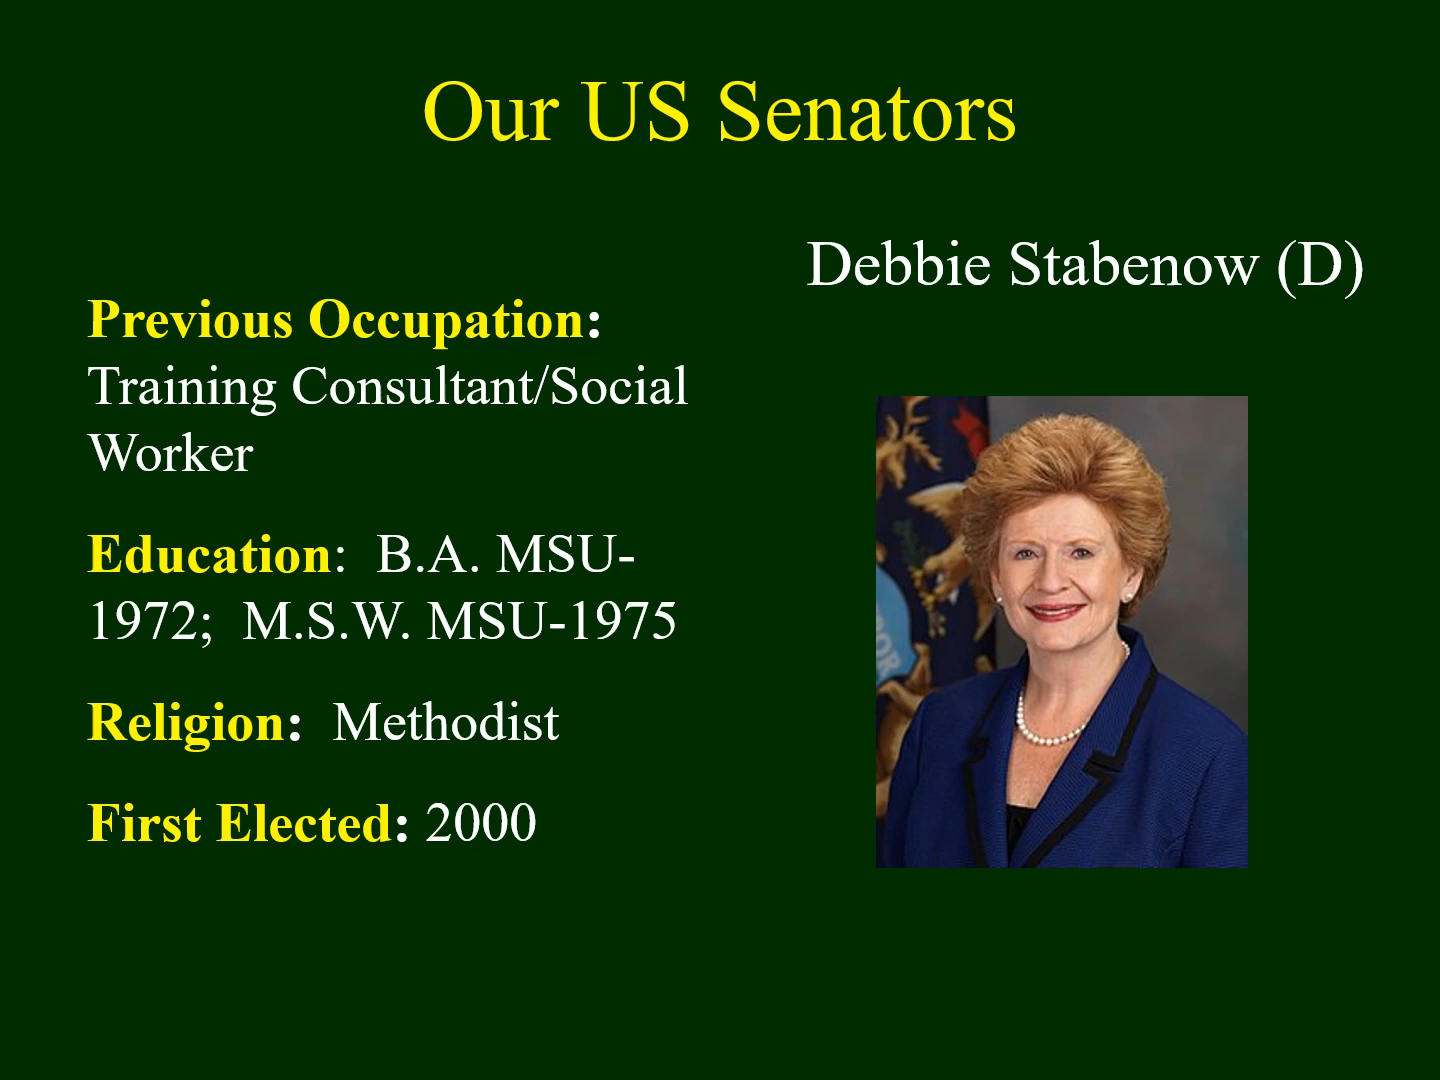 Our US Senators
Debbie Stabenow (D)
Previous Occupation:
Training Consultant/Social
Worker
Education:  B.A. MSU-
1972;  M.S.W. MSU-1975
Religion:  Methodist
First Elected: 2000